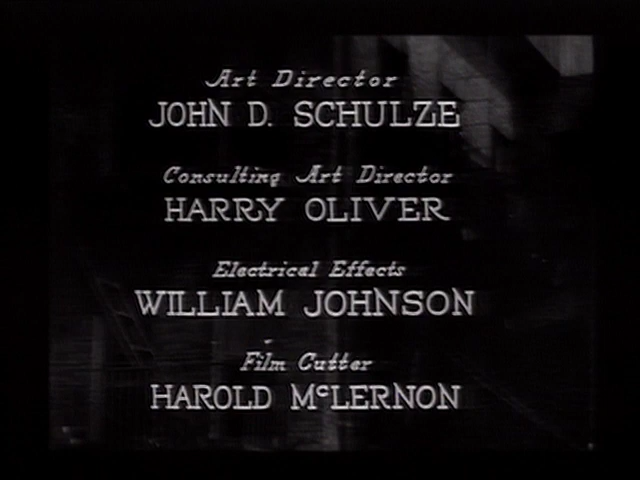 Art Director
JOHN D. SCHULZE
Consulting Art Director
HARRY OLIVER
Electrical Effects
WILLIAM JOHNSON
Film Cutter
HAROLD McLERNON